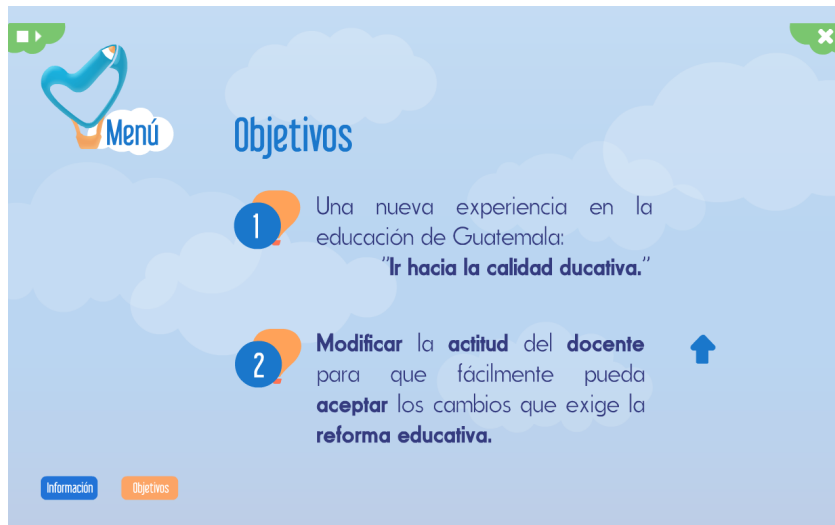 Menú
Objetivos
1
Una nueva experiencia en la
educación de Guatemala:
"Ir hacia la calidad ducativa."
2
Modificar la actitud del docente
para que fácilmente pueda
aceptar los cambios que exige la
reforma educativa.
Información
Objetivos